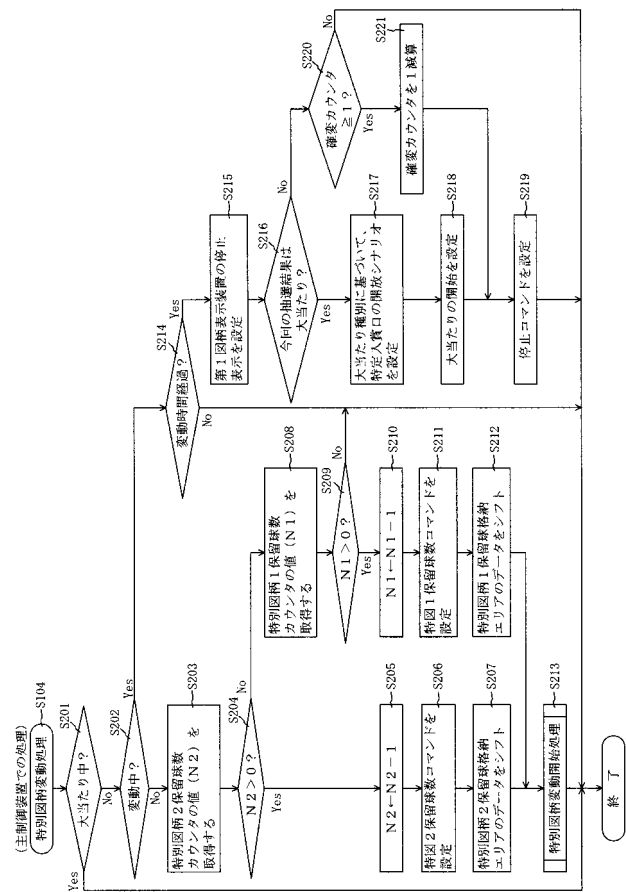 (主制御装置での処理)
特別図柄変動処理
S104
大当たり中?
S201
Yes
No
変動中?
S202
Yes
No
特別図柄2保留球数
カウンタの値(N2)を
取得する
S203
N2>0?
S204
No
Yes
N2←N2-1
S205
特図2保留球数コマンドを
設定
S206
特別図柄2保留球格納
エリアのデータをシフト
S207
特別図柄1保留球数
カウンタの値(N1)を
取得する
S208
N1>0?
S209
No
Yes
N1←N1-1
S210
特図1保留球数コマンドを
設定
S211
特別図柄1保留球格納
エリアのデータをシフト
S212
特別図柄変動開始処理
S213
変動時間経過?
S214
Yes
No
第1図柄表示装置の停止
表示を設定
S215
今回の抽選結果は
大当たり?
S216
No
Yes
大当たり種別に基づいて、
特定入賞口の開放シナリオ
を設定
S217
大当たりの開始を設定
S218
停止コマンドを設定
S219
確変カウンタ
≧1?
S220
No
Yes
確変カウンタを1減算
S221
終了